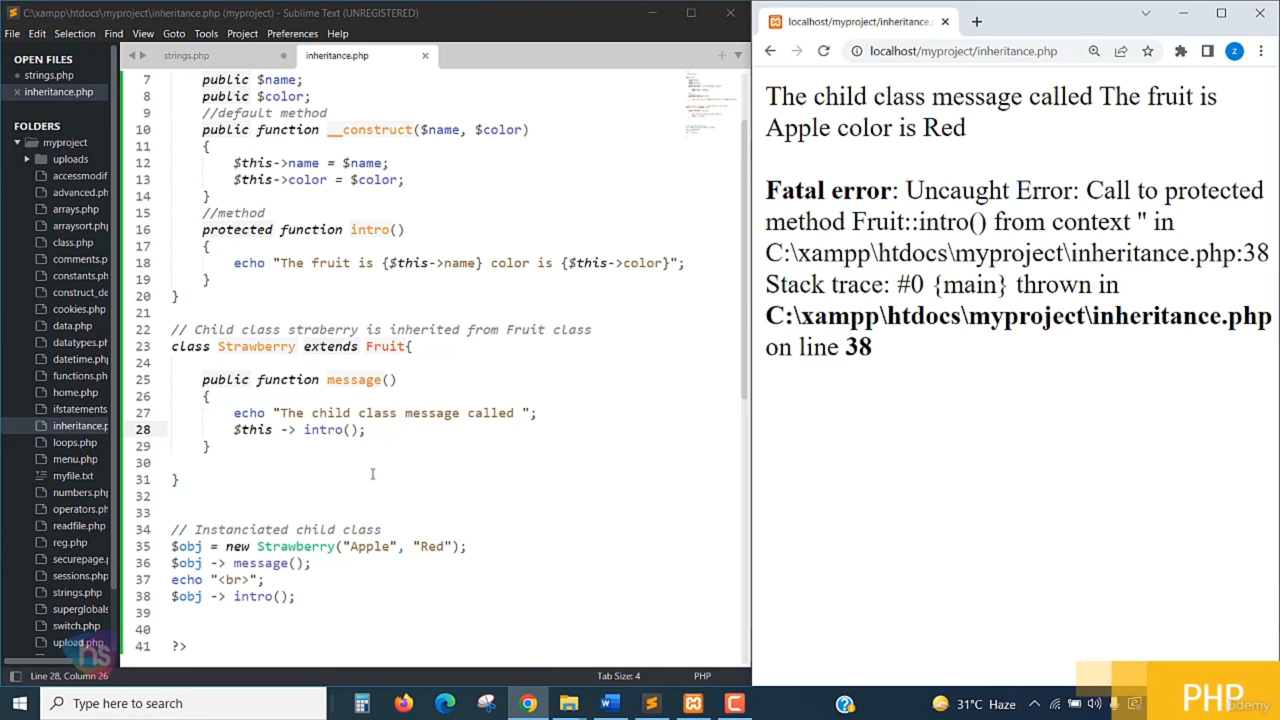 C:\xampp\htdocs\myproject\inheritance.php (myproject) - Sublime Text (UNREGISTERED)
File Edit Selection Find View Goto Tools Project Preferences Help
OPEN FILES
strings.php
inheritance.php
FOLDERS
myproject
uploads
accessmodif
advanced.ph
arrays.php
arraysort.ph
class.php
comments.p
constants.ph
construct_de
cookies.php
data.php
datatypes.ph
datetime.php
functions.ph
home.php
ifstatements
inheritance.p
loops.php
menu.php
myfile.txt
numbers.php
operators.ph
readfile.php
reg.php
securepage.
sessions.php
strings.php
superglobals
switch.php
upload.php
strings.php
inheritance.php
7 public $name;
8 public $color;
9 //default method
10 public function __construct($name, $color)
11 {
12 $this->name = $name;
13 $this->color = $color;
14 }
15 //method
16 protected function intro()
17 {
18 echo "The fruit is {$this->name} color is {$this->color}";
19 }
20 }
21
22 // Child class straberry is inherited from Fruit class
23 class Strawberry extends Fruit{
24
25 public function message()
26 {
27 echo "The child class message called ";
28 $this -> intro();
29 }
30
31 }
32
33
34 // Instanciated child class
35 $obj = new Strawberry("Apple", "Red");
36 $obj -> message();
37 echo "<br>";
38 $obj -> intro();
39
40
41 ?>
Line 28, Column 26
Tab Size: 4
PHP
localhost/myproject/inheritance.
localhost/myproject/inheritance.php
z
The child class message called The fruit is
Apple color is Red
Fatal error: Uncaught Error: Call to protected
method Fruit::intro() from context '' in
C:\xampp\htdocs\myproject\inheritance.php:38
Stack trace: #0 {main} thrown in
C:\xampp\htdocs\myproject\inheritance.php
on line 38
Type here to search
31°C Haze
PHP
ns